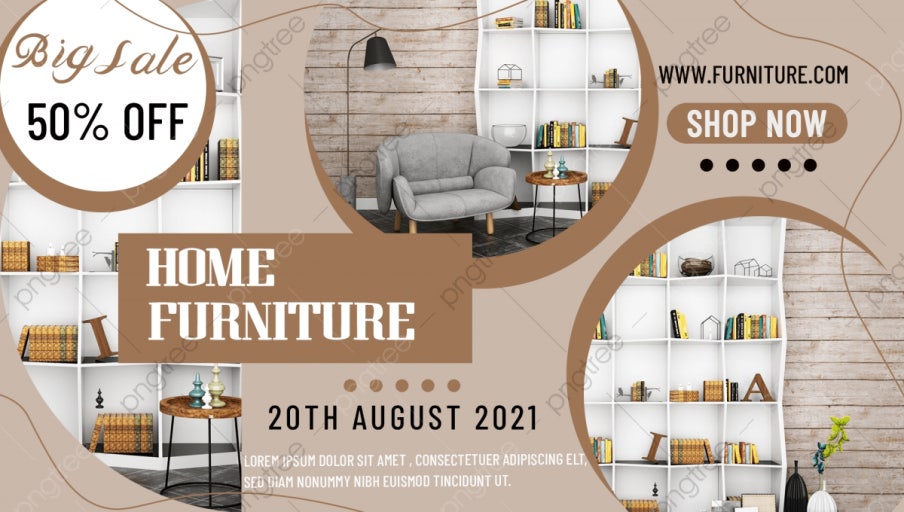 Big Sale
50% OFF
WWW.FURNITURE.COM
SHOP NOW
HOME
FURNITURE
20TH AUGUST 2021
LOREM IPSUM DOLOR SIT AMET , CONSECTETUER ADIPISCING ELT,
SED DIAM NONUMMY NIBH EUISMOD TINCIDUNT UT.
I
I
I
A
pngtree